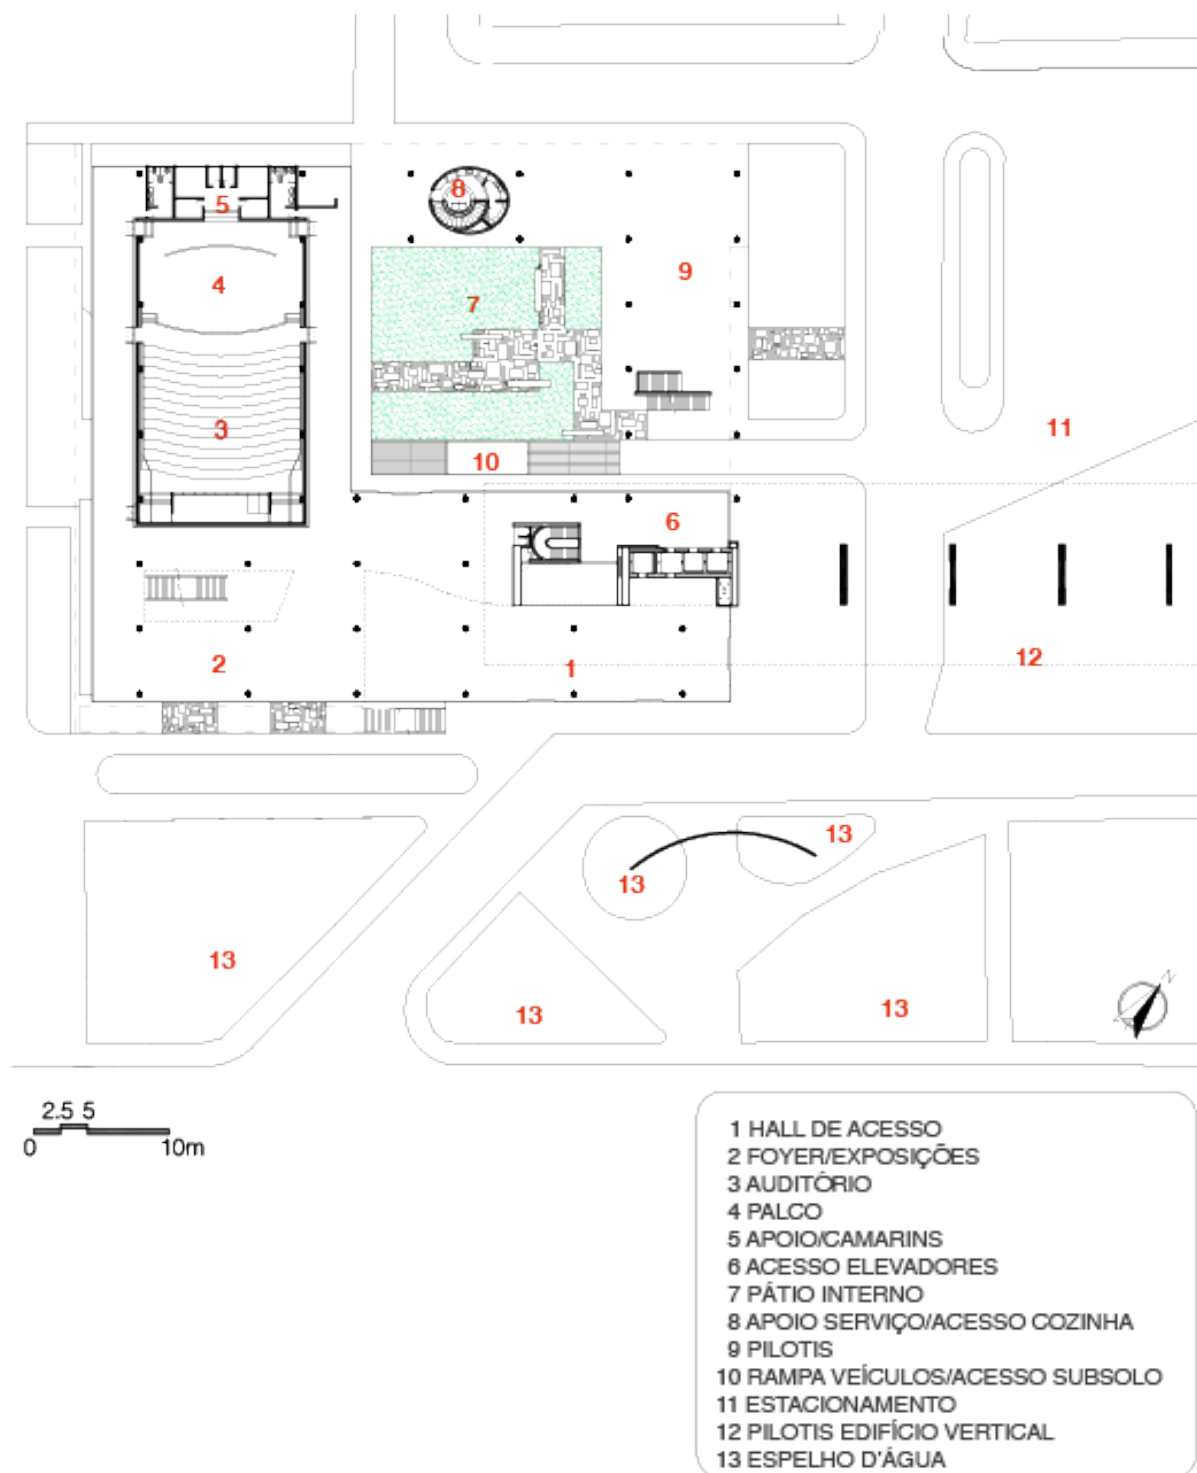 5
8
4
9
7
3
11
10
6
2
1
12
13
13
13
13
13
N
2.5 5
0 10m
1 HALL DE ACESSO
2 FOYER/EXPOSIÇÕES
3 AUDITÓRIO
4 PALCO
5 APOIO/CAMARINS
6 ACESSO ELEVADORES
7 PÁTIO INTERNO
8 APOIO SERVIÇO/ACESSO COZINHA
9 PILOTIS
10 RAMPA VEÍCULOS/ACESSO SUBSOLO
11 ESTACIONAMENTO
12 PILOTIS EDIFÍCIO VERTICAL
13 ESPELHO D'ÁGUA